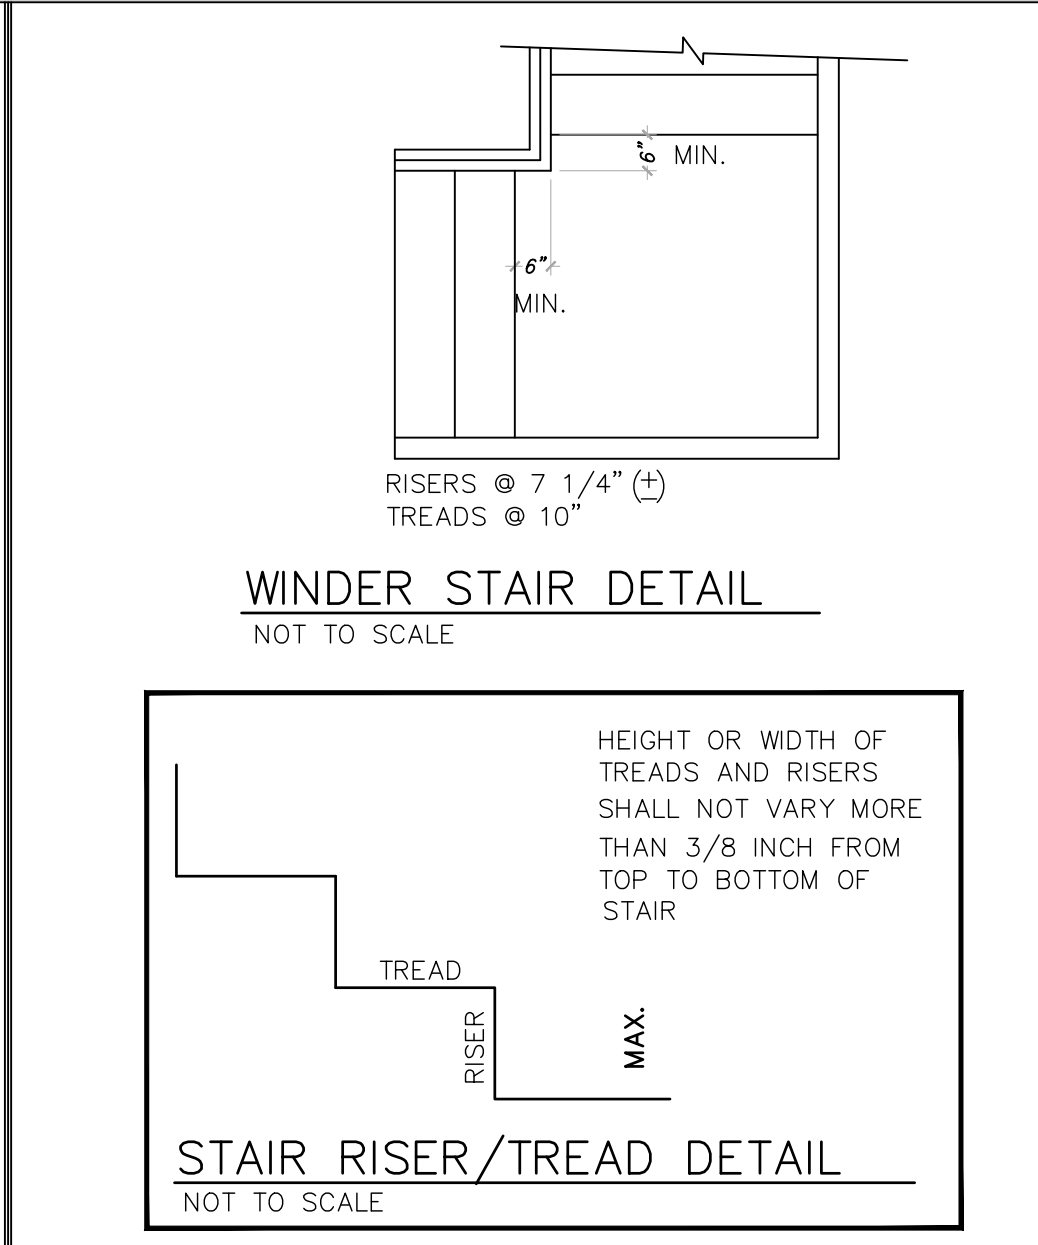 6" MIN.
6"
MIN.
RISERS @ 7 1/4" (±)
TREADS @ 10"
WINDER STAIR DETAIL
NOT TO SCALE
HEIGHT OR WIDTH OF
TREADS AND RISERS
SHALL NOT VARY MORE
THAN 3/8 INCH FROM
TOP TO BOTTOM OF
STAIR
TREAD
RISER
MAX.
STAIR RISER/TREAD DETAIL
NOT TO SCALE